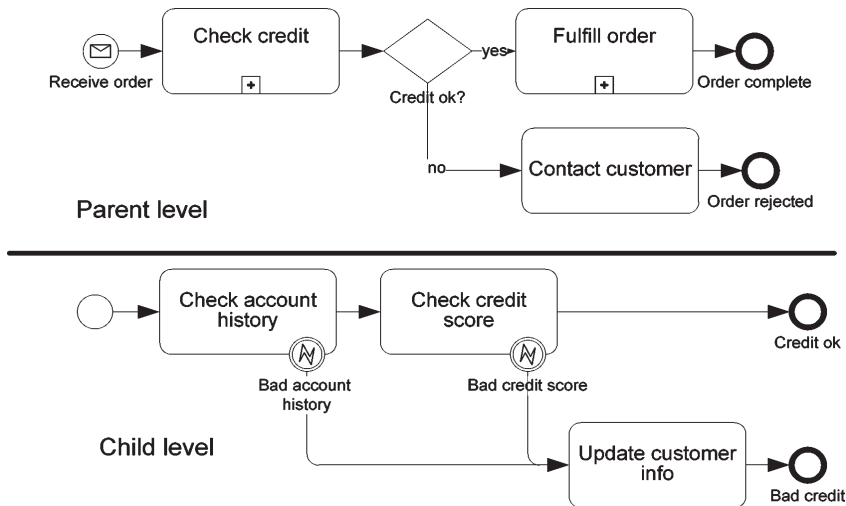 Check credit
Fulfill order
yes
Receive order
Credit ok?
Order complete
no
Contact customer
Order rejected
Parent level
Check account
history
Check credit
score
Credit ok
Bad account
history
Bad credit score
Child level
Update customer
info
Bad credit